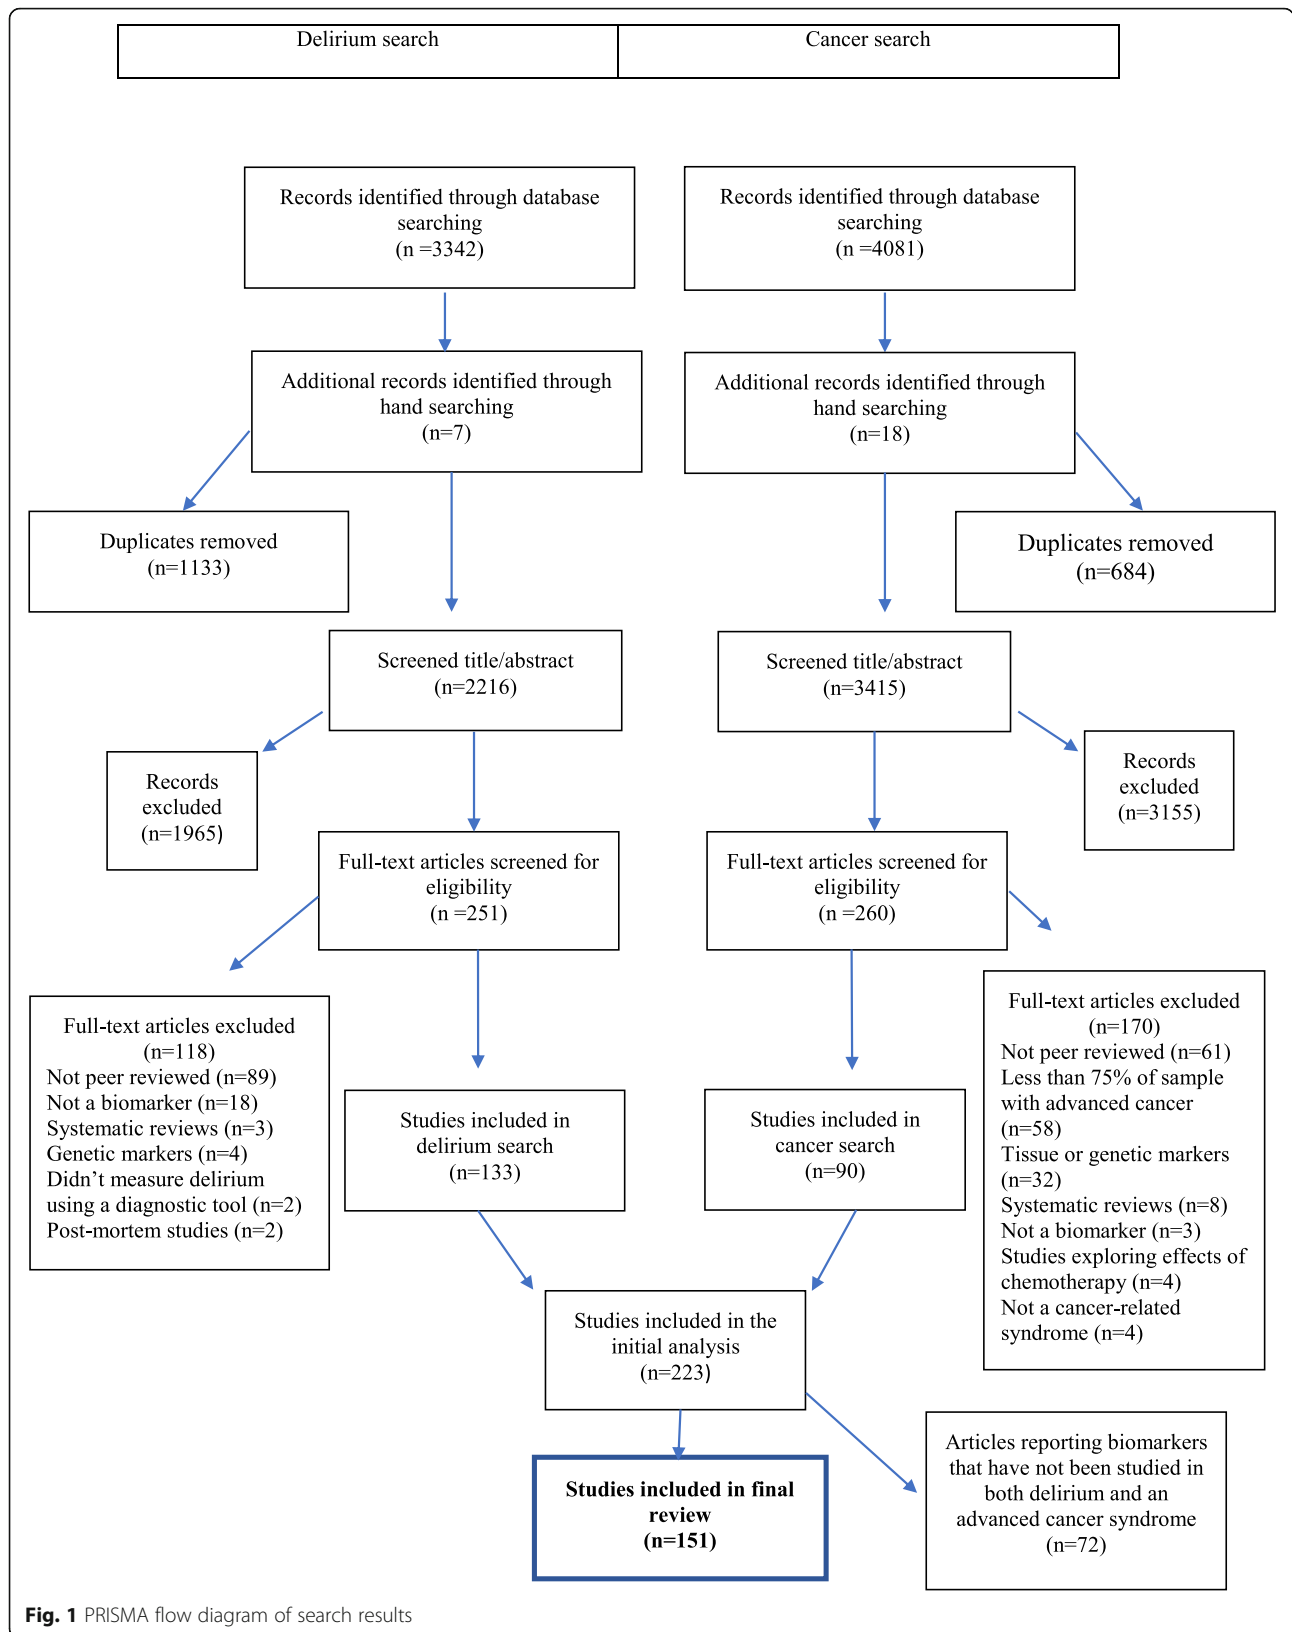 Delirium search
Cancer search
Records identified through database
searching
(n =3342)
Records identified through database
searching
(n =4081)
Additional records identified through
hand searching
(n=7)
Additional records identified through
hand searching
(n=18)
Duplicates removed
(n=1133)
Duplicates removed
(n=684)
Screened title/abstract
(n=2216)
Screened title/abstract
(n=3415)
Records
excluded
(n=1965)
Records
excluded
(n=3155)
Full-text articles screened for
eligibility
(n =251)
Full-text articles screened for
eligibility
(n =260)
Full-text articles excluded
(n=118)
Not peer reviewed (n=89)
Not a biomarker (n=18)
Systematic reviews (n=3)
Genetic markers (n=4)
Didn't measure delirium
using a diagnostic tool (n=2)
Post-mortem studies (n=2)
Studies included in
delirium search
(n=133)
Studies included in
cancer search
(n=90)
Full-text articles excluded
(n=170)
Not peer reviewed (n=61)
Less than 75% of sample
with advanced cancer
(n=58)
Tissue or genetic markers
(n=32)
Systematic reviews (n=8)
Not a biomarker (n=3)
Studies exploring effects of
chemotherapy (n=4)
Not a cancer-related
syndrome (n=4)
Studies included in the
initial analysis
(n=223)
Articles reporting biomarkers
that have not been studied in
both delirium and an
advanced cancer syndrome
(n=72)
Studies included in final
review
(n=151)
Fig. 1 PRISMA flow diagram of search results